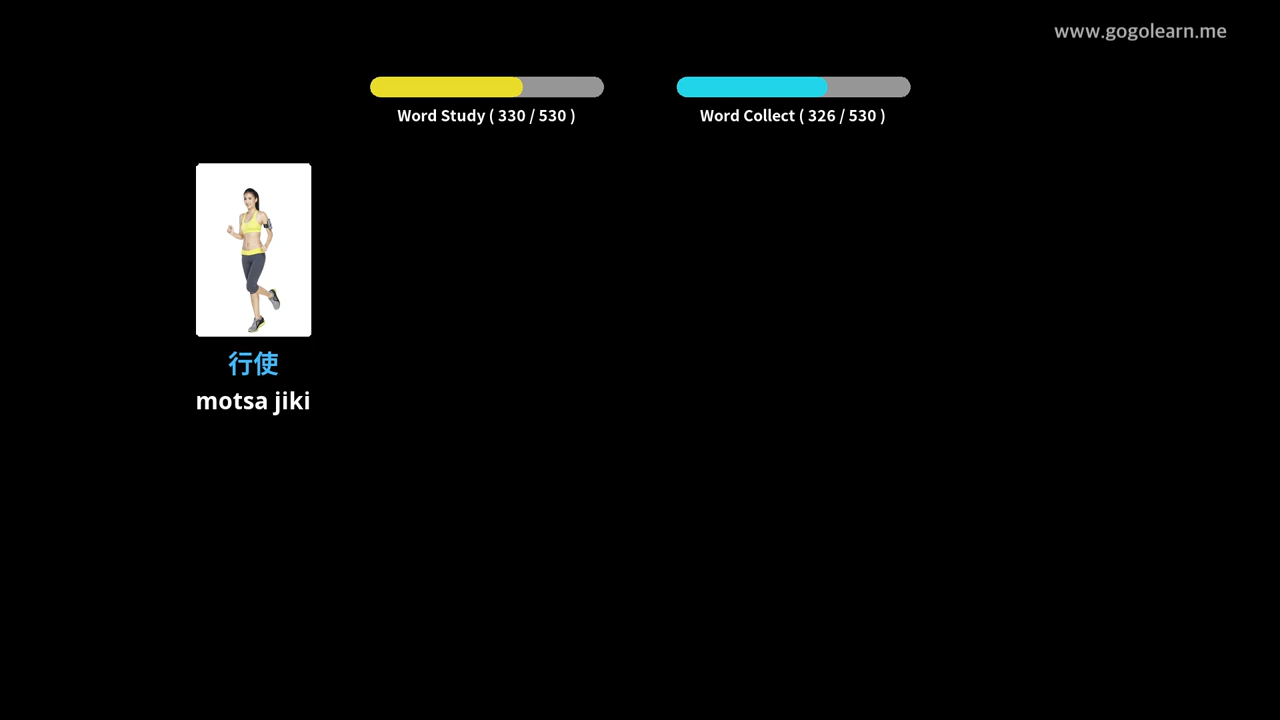 www.gogolearn.me
Word Study ( 330 / 530 )
Word Collect ( 326 / 530 )
行使
motsa jiki